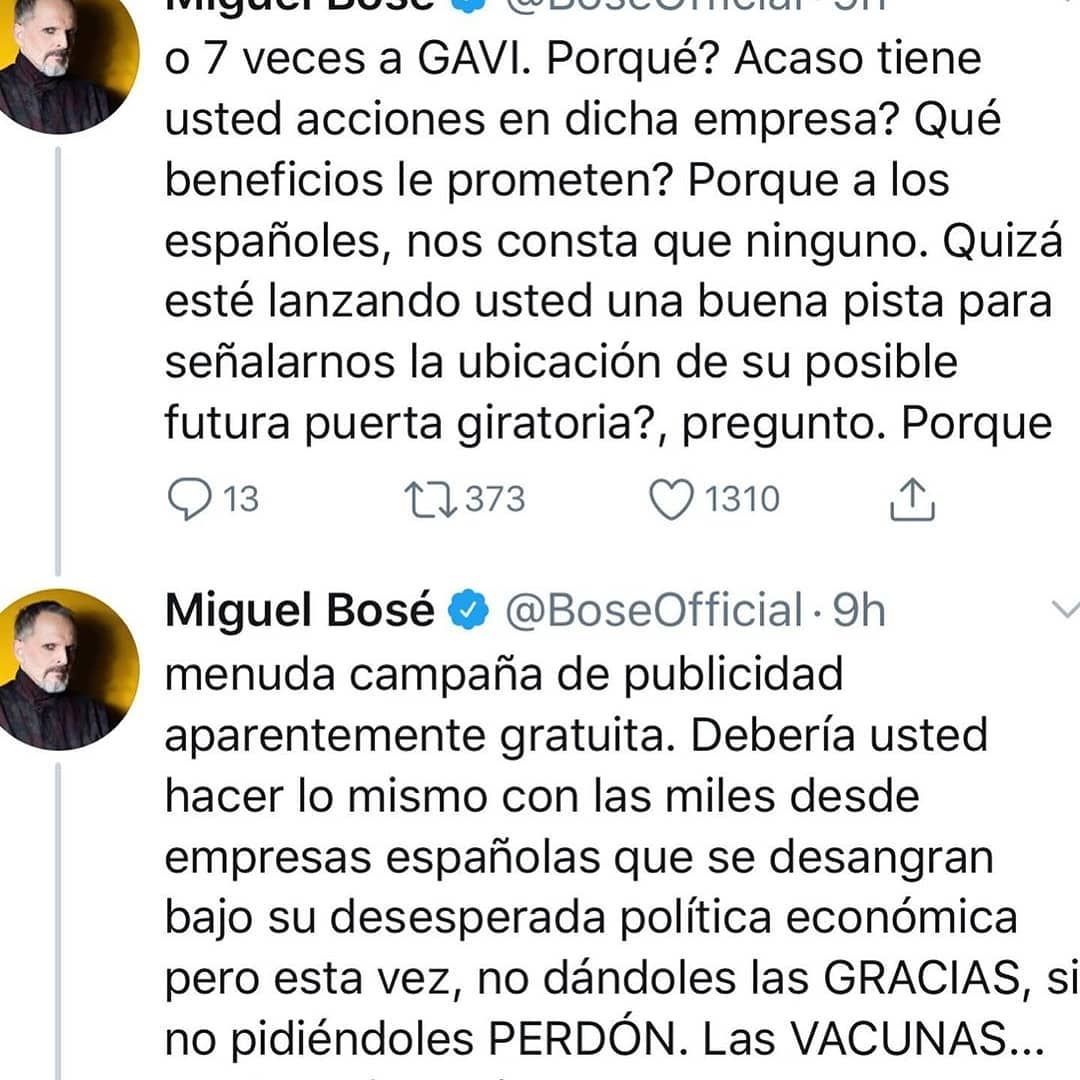 Miguel Bosé @BoseOfficial · 9h
o 7 veces a GAVI. Porqué? Acaso tiene
usted acciones en dicha empresa? Qué
beneficios le prometen? Porque a los
españoles, nos consta que ninguno. Quizá
esté lanzando usted una buena pista para
señalarnos la ubicación de su posible
futura puerta giratoria?, pregunto. Porque
13 373 1310
Miguel Bosé @BoseOfficial · 9h
menuda campaña de publicidad
aparentemente gratuita. Debería usted
hacer lo mismo con las miles desde
empresas españolas que se desangran
bajo su desesperada política económica
pero esta vez, no dándoles las GRACIAS, si
no pidiéndoles PERDÓN. Las VACUNAS...